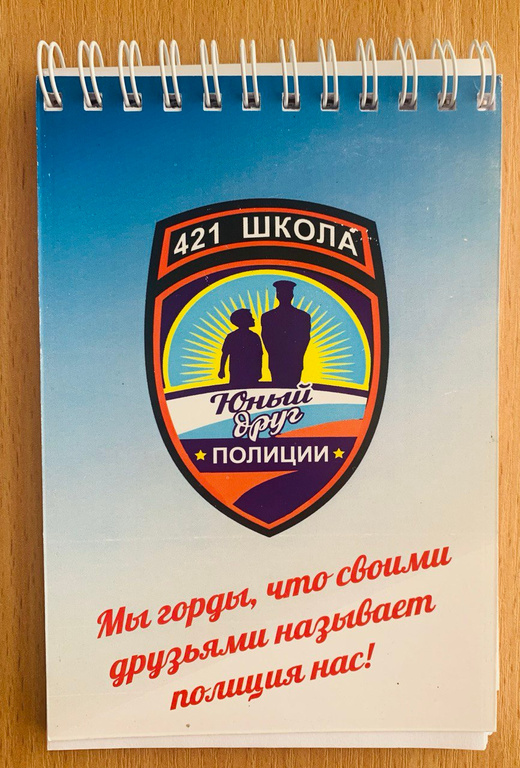 421 ШКОЛА
Юный
друг
ПОЛИЦИИ
Мы горды, что своими
друзьями называет
полиция нас!